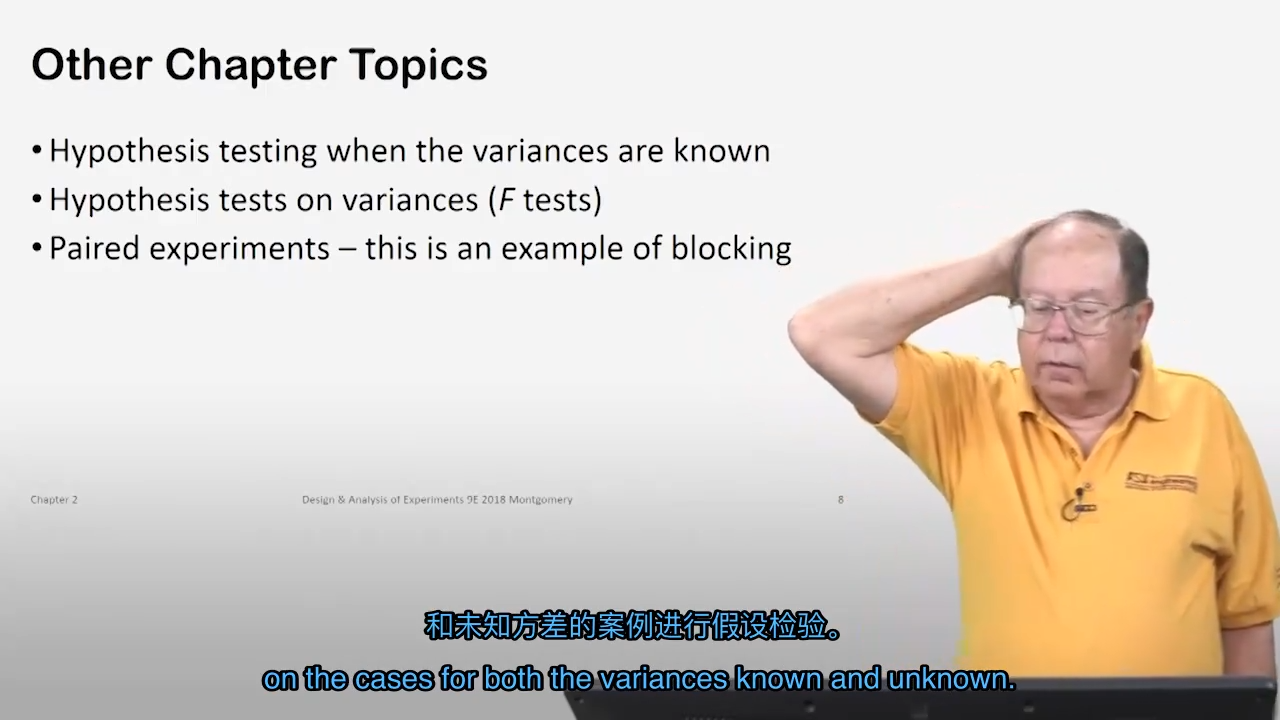 Other Chapter Topics
• Hypothesis testing when the variances are known
• Hypothesis tests on variances (F tests)
• Paired experiments – this is an example of blocking
Chapter 2
Design & Analysis of Experiments 9E 2018 Montgomery
8
和未知方差的案例进行假设检验。
on the cases for both the variances known and unknown.